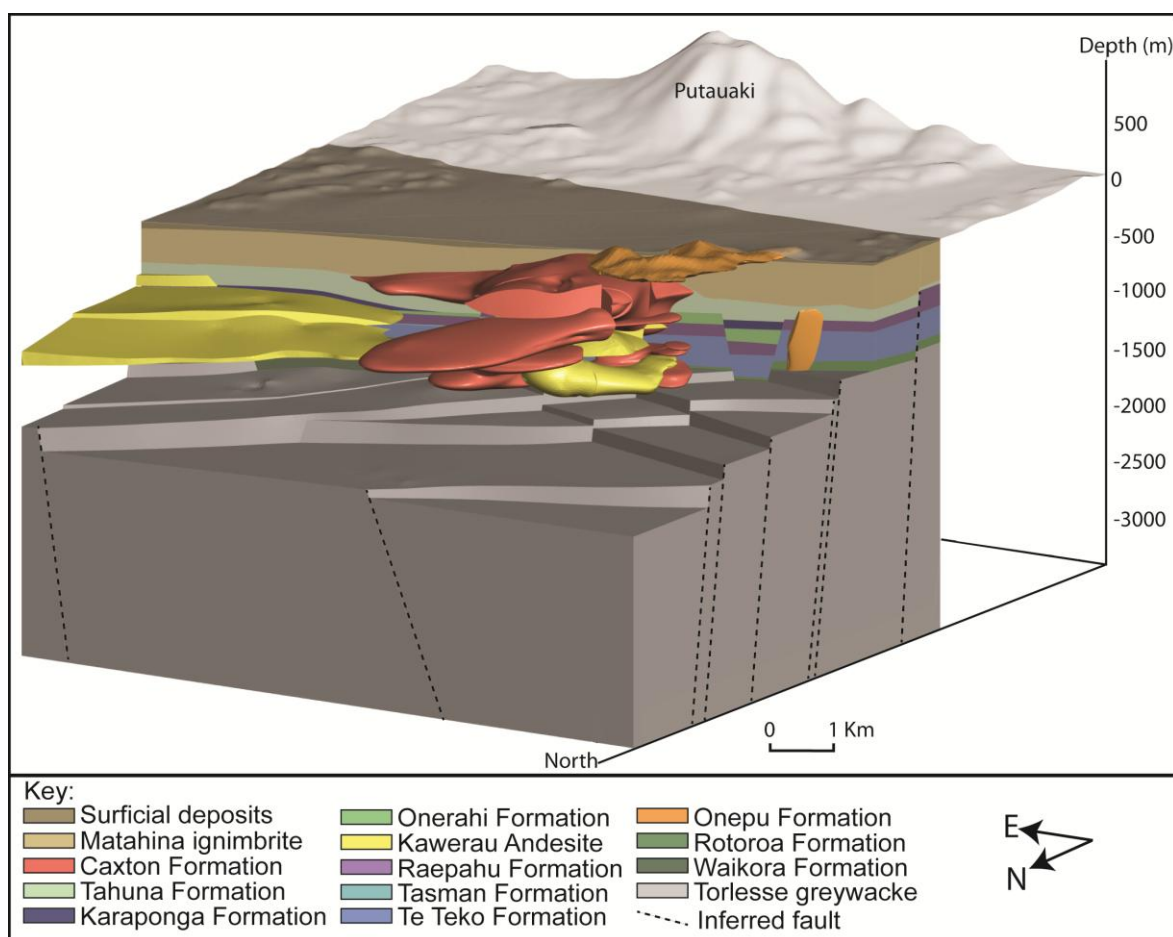 Depth (m)
Putauaki
500
0
-500
-1000
-1500
-2000
-2500
-3000
0 1 Km
North
Key:
Surficial deposits
Matahina ignimbrite
Caxton Formation
Tahuna Formation
Karaponga Formation
Onerahi Formation
Kawerau Andesite
Raepahu Formation
Tasman Formation
Te Teko Formation
Onepu Formation
Rotoroa Formation
Waikora Formation
Torlesse greywacke
Inferred fault
E
N